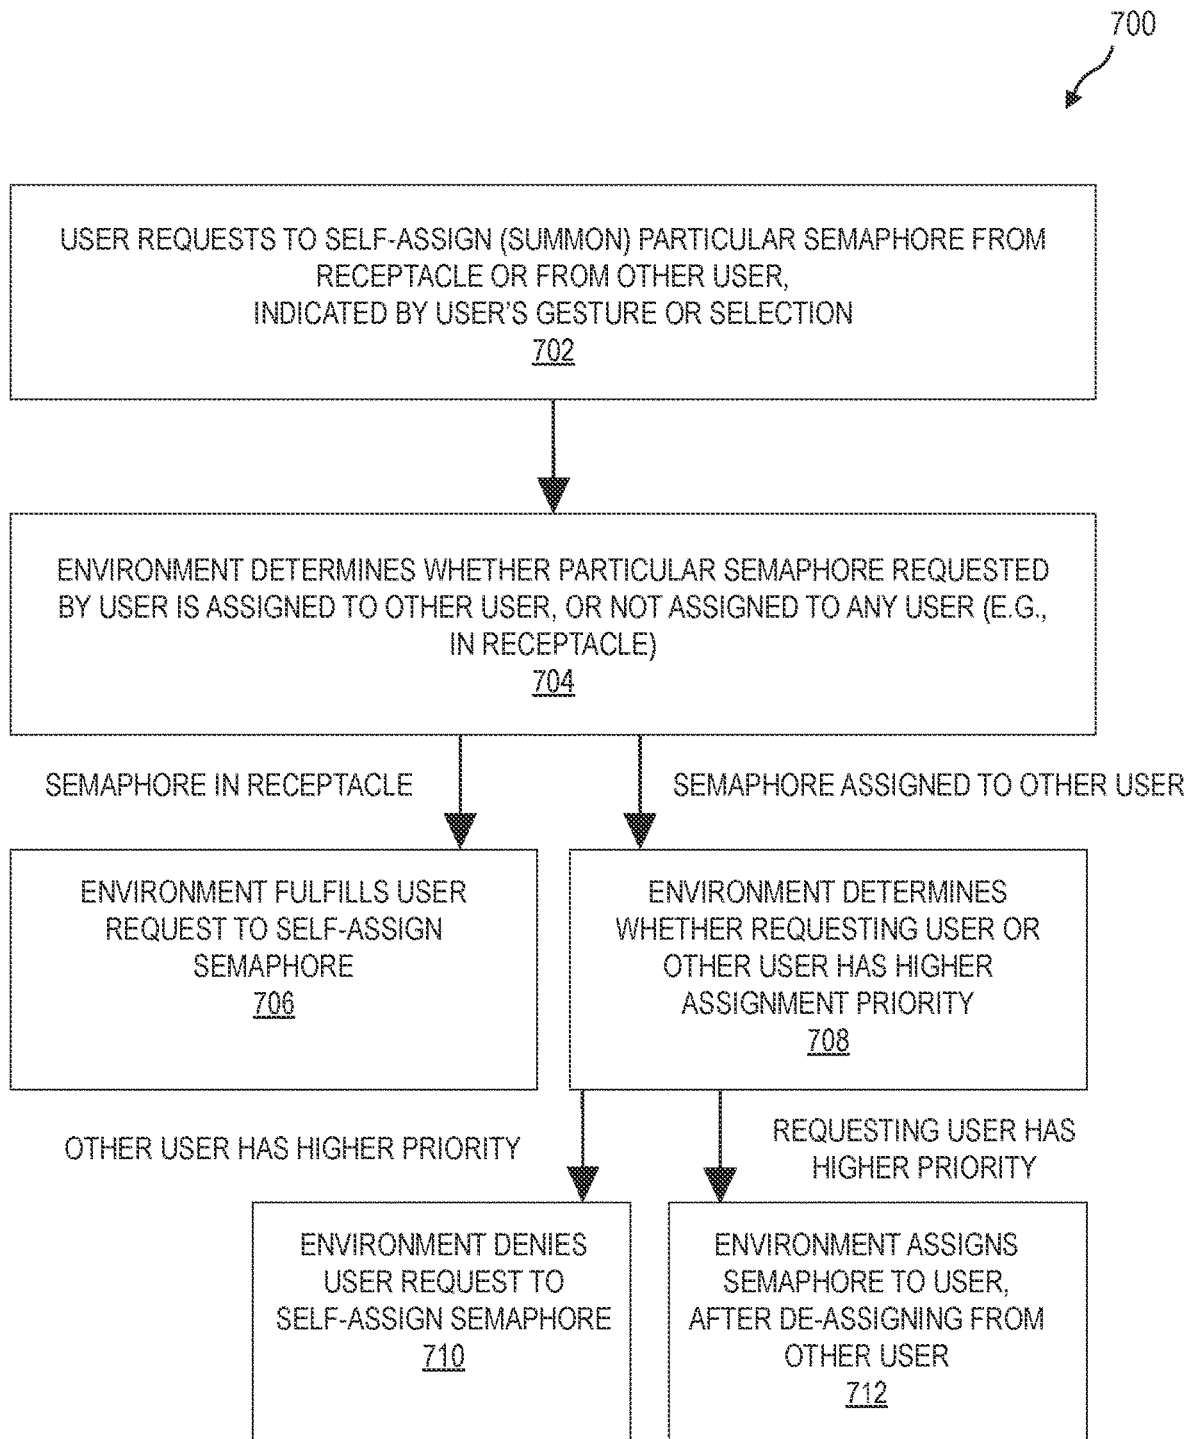 700
USER REQUESTS TO SELF-ASSIGN (SUMMON) PARTICULAR SEMAPHORE FROM
RECEPTACLE OR FROM OTHER USER,
INDICATED BY USER'S GESTURE OR SELECTION
702
ENVIRONMENT DETERMINES WHETHER PARTICULAR SEMAPHORE REQUESTED
BY USER IS ASSIGNED TO OTHER USER, OR NOT ASSIGNED TO ANY USER (E.G.,
IN RECEPTACLE)
704
SEMAPHORE IN RECEPTACLE
SEMAPHORE ASSIGNED TO OTHER USER
ENVIRONMENT FULFILLS USER
REQUEST TO SELF-ASSIGN
SEMAPHORE
706
ENVIRONMENT DETERMINES
WHETHER REQUESTING USER OR
OTHER USER HAS HIGHER
ASSIGNMENT PRIORITY
708
OTHER USER HAS HIGHER PRIORITY
REQUESTING USER HAS
HIGHER PRIORITY
ENVIRONMENT DENIES
USER REQUEST TO
SELF-ASSIGN SEMAPHORE
710
ENVIRONMENT ASSIGNS
SEMAPHORE TO USER,
AFTER DE-ASSIGNING FROM
OTHER USER
712